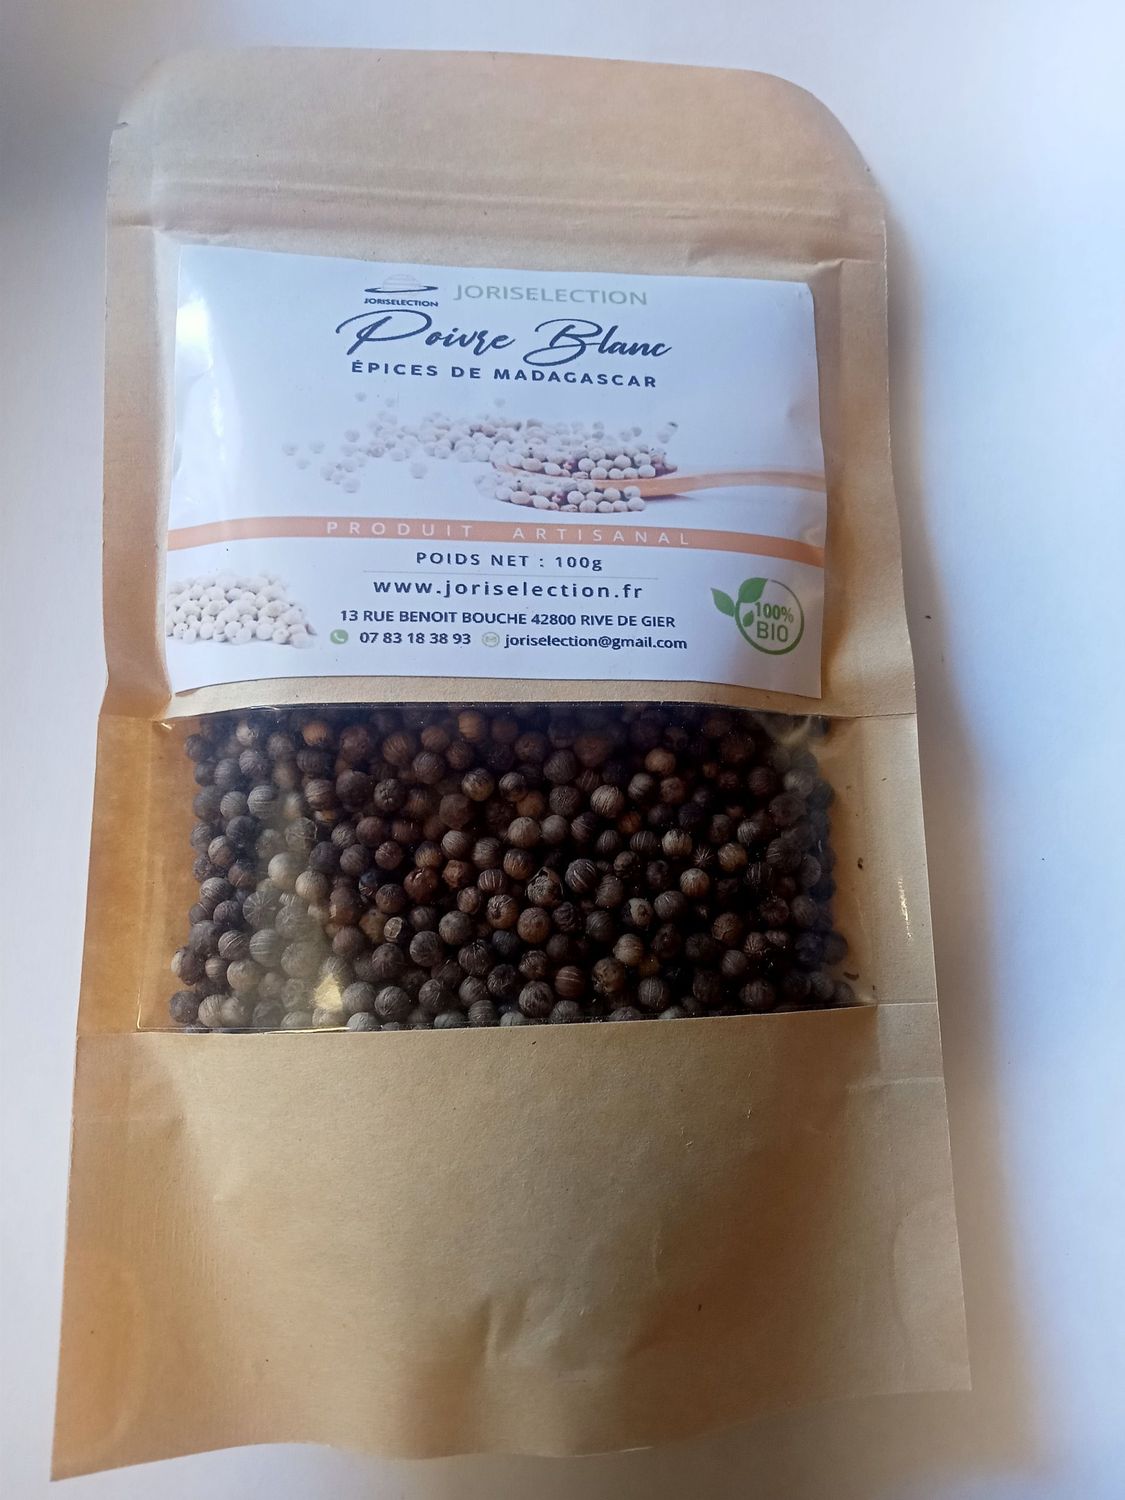 JORISELECTION
JORISELECTION
Poivre Blanc
ÉPICES DE MADAGASCAR
PRODUIT ARTISANAL
POIDS NET : 100g
www.joriselection.fr
13 RUE BENOIT BOUCHE 42800 RIVE DE GIER
07 83 18 38 93 joriselection@gmail.com
100%
BIO